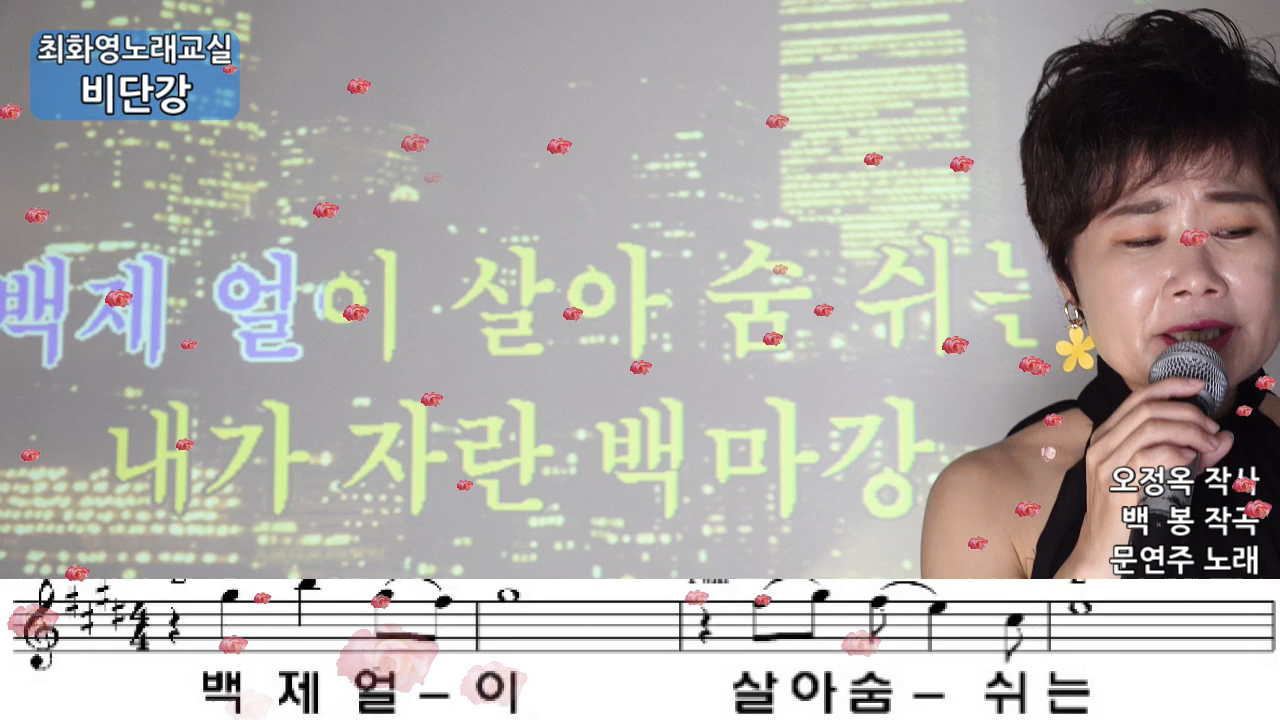 최화영노래교실
비단강
백제 얼이 살아 숨 쉬는
내가 자란 백마강
오정옥 작사
백 봉 작곡
문연주 노래
4
4
백 제 얼 – 이 살 아 숨 – 쉬 는